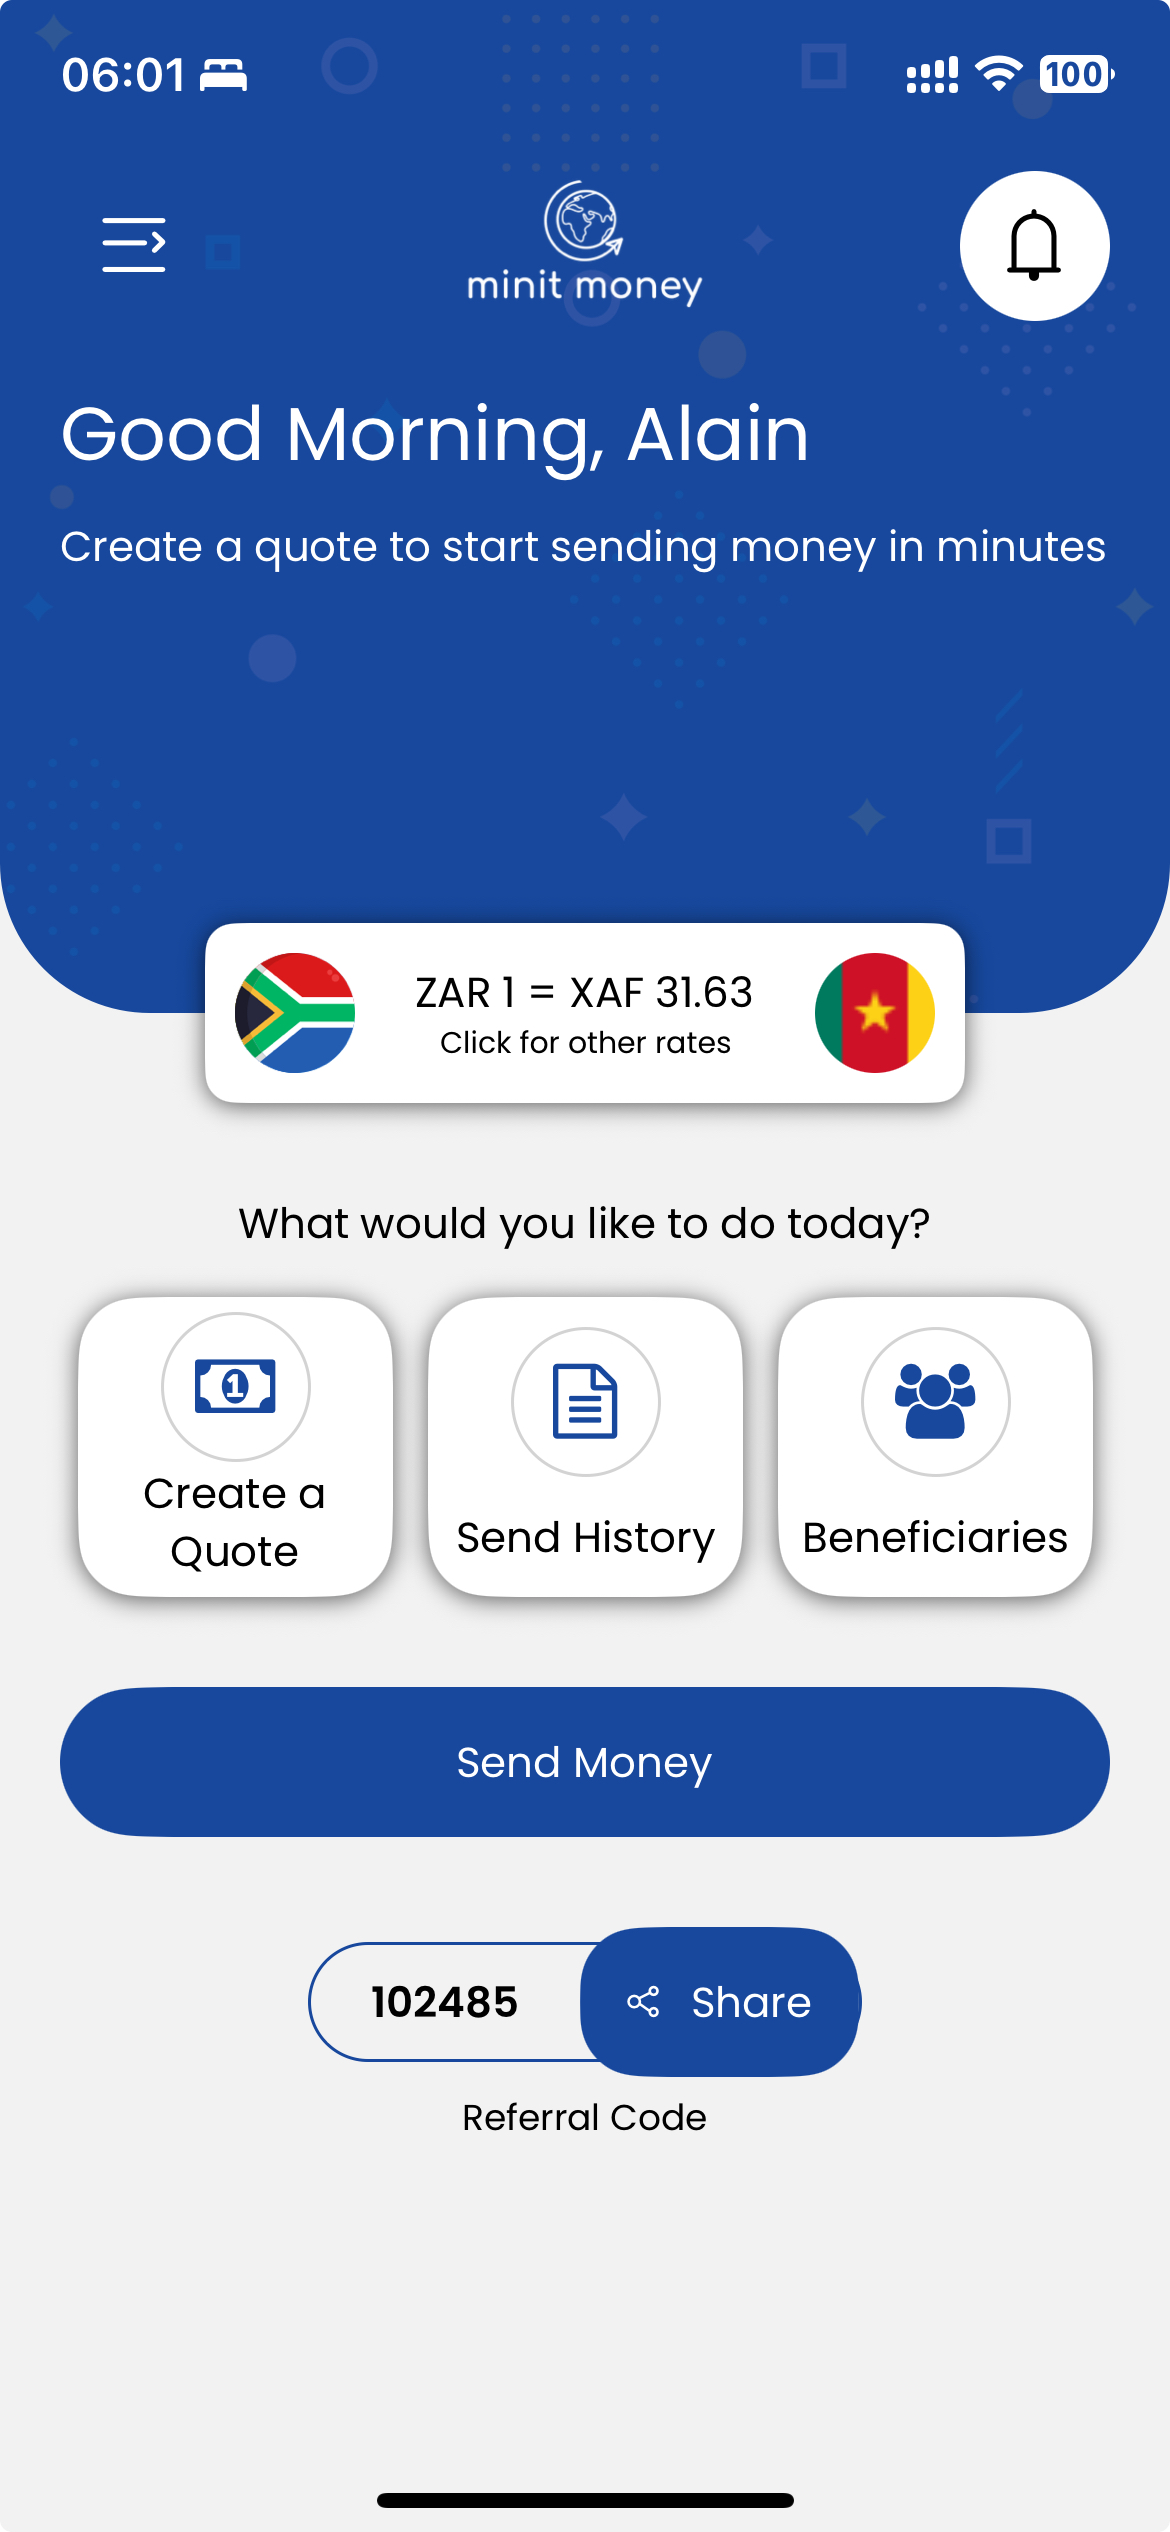 06:01
100
minit money
Good Morning, Alain
Create a quote to start sending money in minutes
ZAR 1 = XAF 31.63
Click for other rates
What would you like to do today?
1
Create a
Quote
Send History
Beneficiaries
Send Money
102485
Share
Referral Code